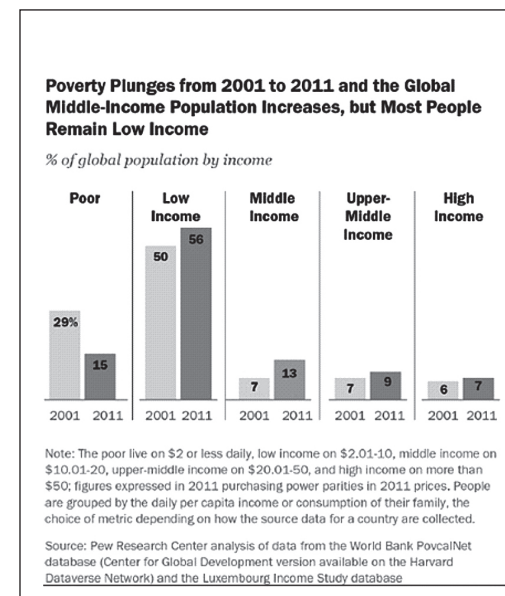 Poverty Plunges from 2001 to 2011 and the Global
Middle-Income Population Increases, but Most People
Remain Low Income
% of global population by income
Poor
Low
Income
Middle
Income
Upper-
Middle
Income
High
Income
29%
15
50
56
7
13
7
9
6
7
2001 2011 2001 2011 2001 2011 2001 2011 2001 2011
Note: The poor live on $2 or less daily, low income on $2.01-10, middle income on
$10.01-20, upper-middle income on $20.01-50, and high income on more than
$50; figures expressed in 2011 purchasing power parities in 2011 prices. People
are grouped by the daily per capita income or consumption of their family, the
choice of metric depending on how the source data for a country are collected.
Source: Pew Research Center analysis of data from the World Bank PovcalNet
database (Center for Global Development version available on the Harvard
Dataverse Network) and the Luxembourg Income Study database